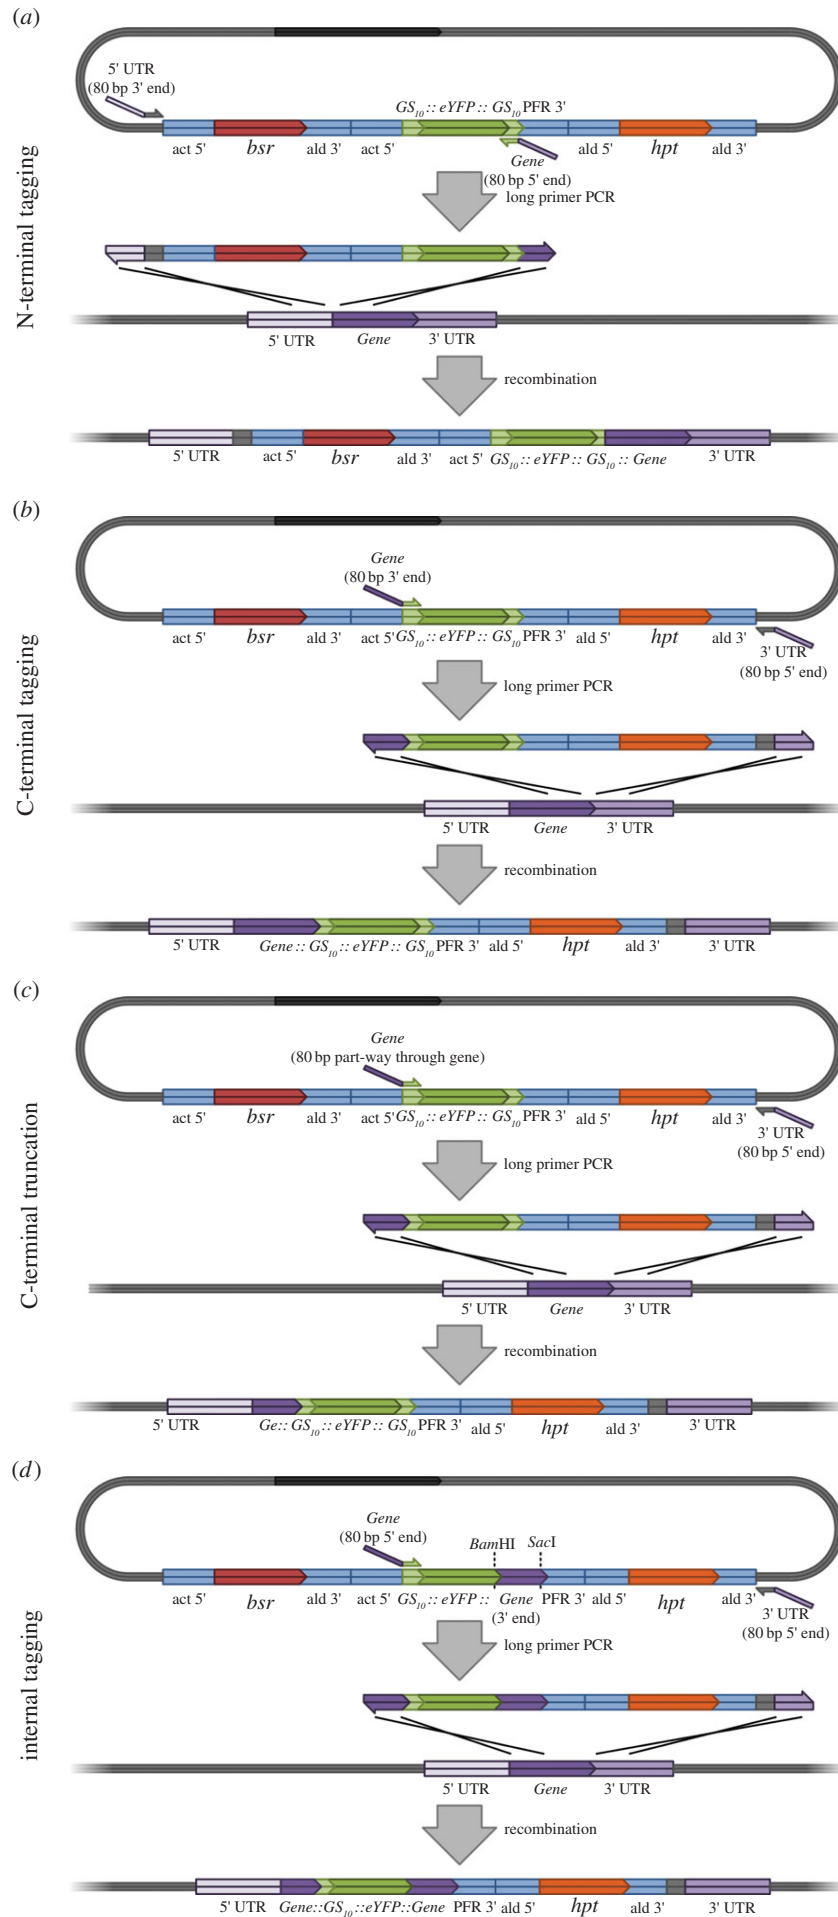 (a)
5' UTR
(80 bp 3' end)
GS10 :: eYFP :: GS10 PFR 3'
act 5' bsr ald 3' act 5' ald 5' hpt ald 3'
Gene
(80 bp 5' end)
long primer PCR
N-terminal tagging
5' UTR Gene 3' UTR
recombination
5' UTR act 5' bsr ald 3' act 5' GS10 :: eYFP :: GS10 :: Gene 3' UTR
(b)
Gene
(80 bp 3' end)
act 5' bsr ald 3' act 5' GS10 :: eYFP :: GS10 PFR 3' ald 5' hpt ald 3'
3' UTR
(80 bp 5' end)
long primer PCR
C-terminal tagging
5' UTR Gene 3' UTR
recombination
5' UTR Gene :: GS10 :: eYFP :: GS10 PFR 3' ald 5' hpt ald 3' 3' UTR
(c)
Gene
(80 bp part-way through gene)
act 5' bsr ald 3' act 5' GS10 :: eYFP :: GS10 PFR 3' ald 5' hpt ald 3'
3' UTR
(80 bp 5' end)
long primer PCR
C-terminal truncation
5' UTR Gene 3' UTR
recombination
5' UTR Ge :: GS10 :: eYFP :: GS10 PFR 3' ald 5' hpt ald 3' 3' UTR
(d)
Gene
(80 bp 5' end)
BamHI SacI
act 5' bsr ald 3' act 5' GS10 :: eYFP :: Gene PFR 3' ald 5' hpt ald 3'
(3' end)
3' UTR
(80 bp 5' end)
long primer PCR
internal tagging
5' UTR Gene 3' UTR
recombination
5' UTR Gene::GS10::eYFP::Gene PFR 3' ald 5' hpt ald 3' 3' UTR